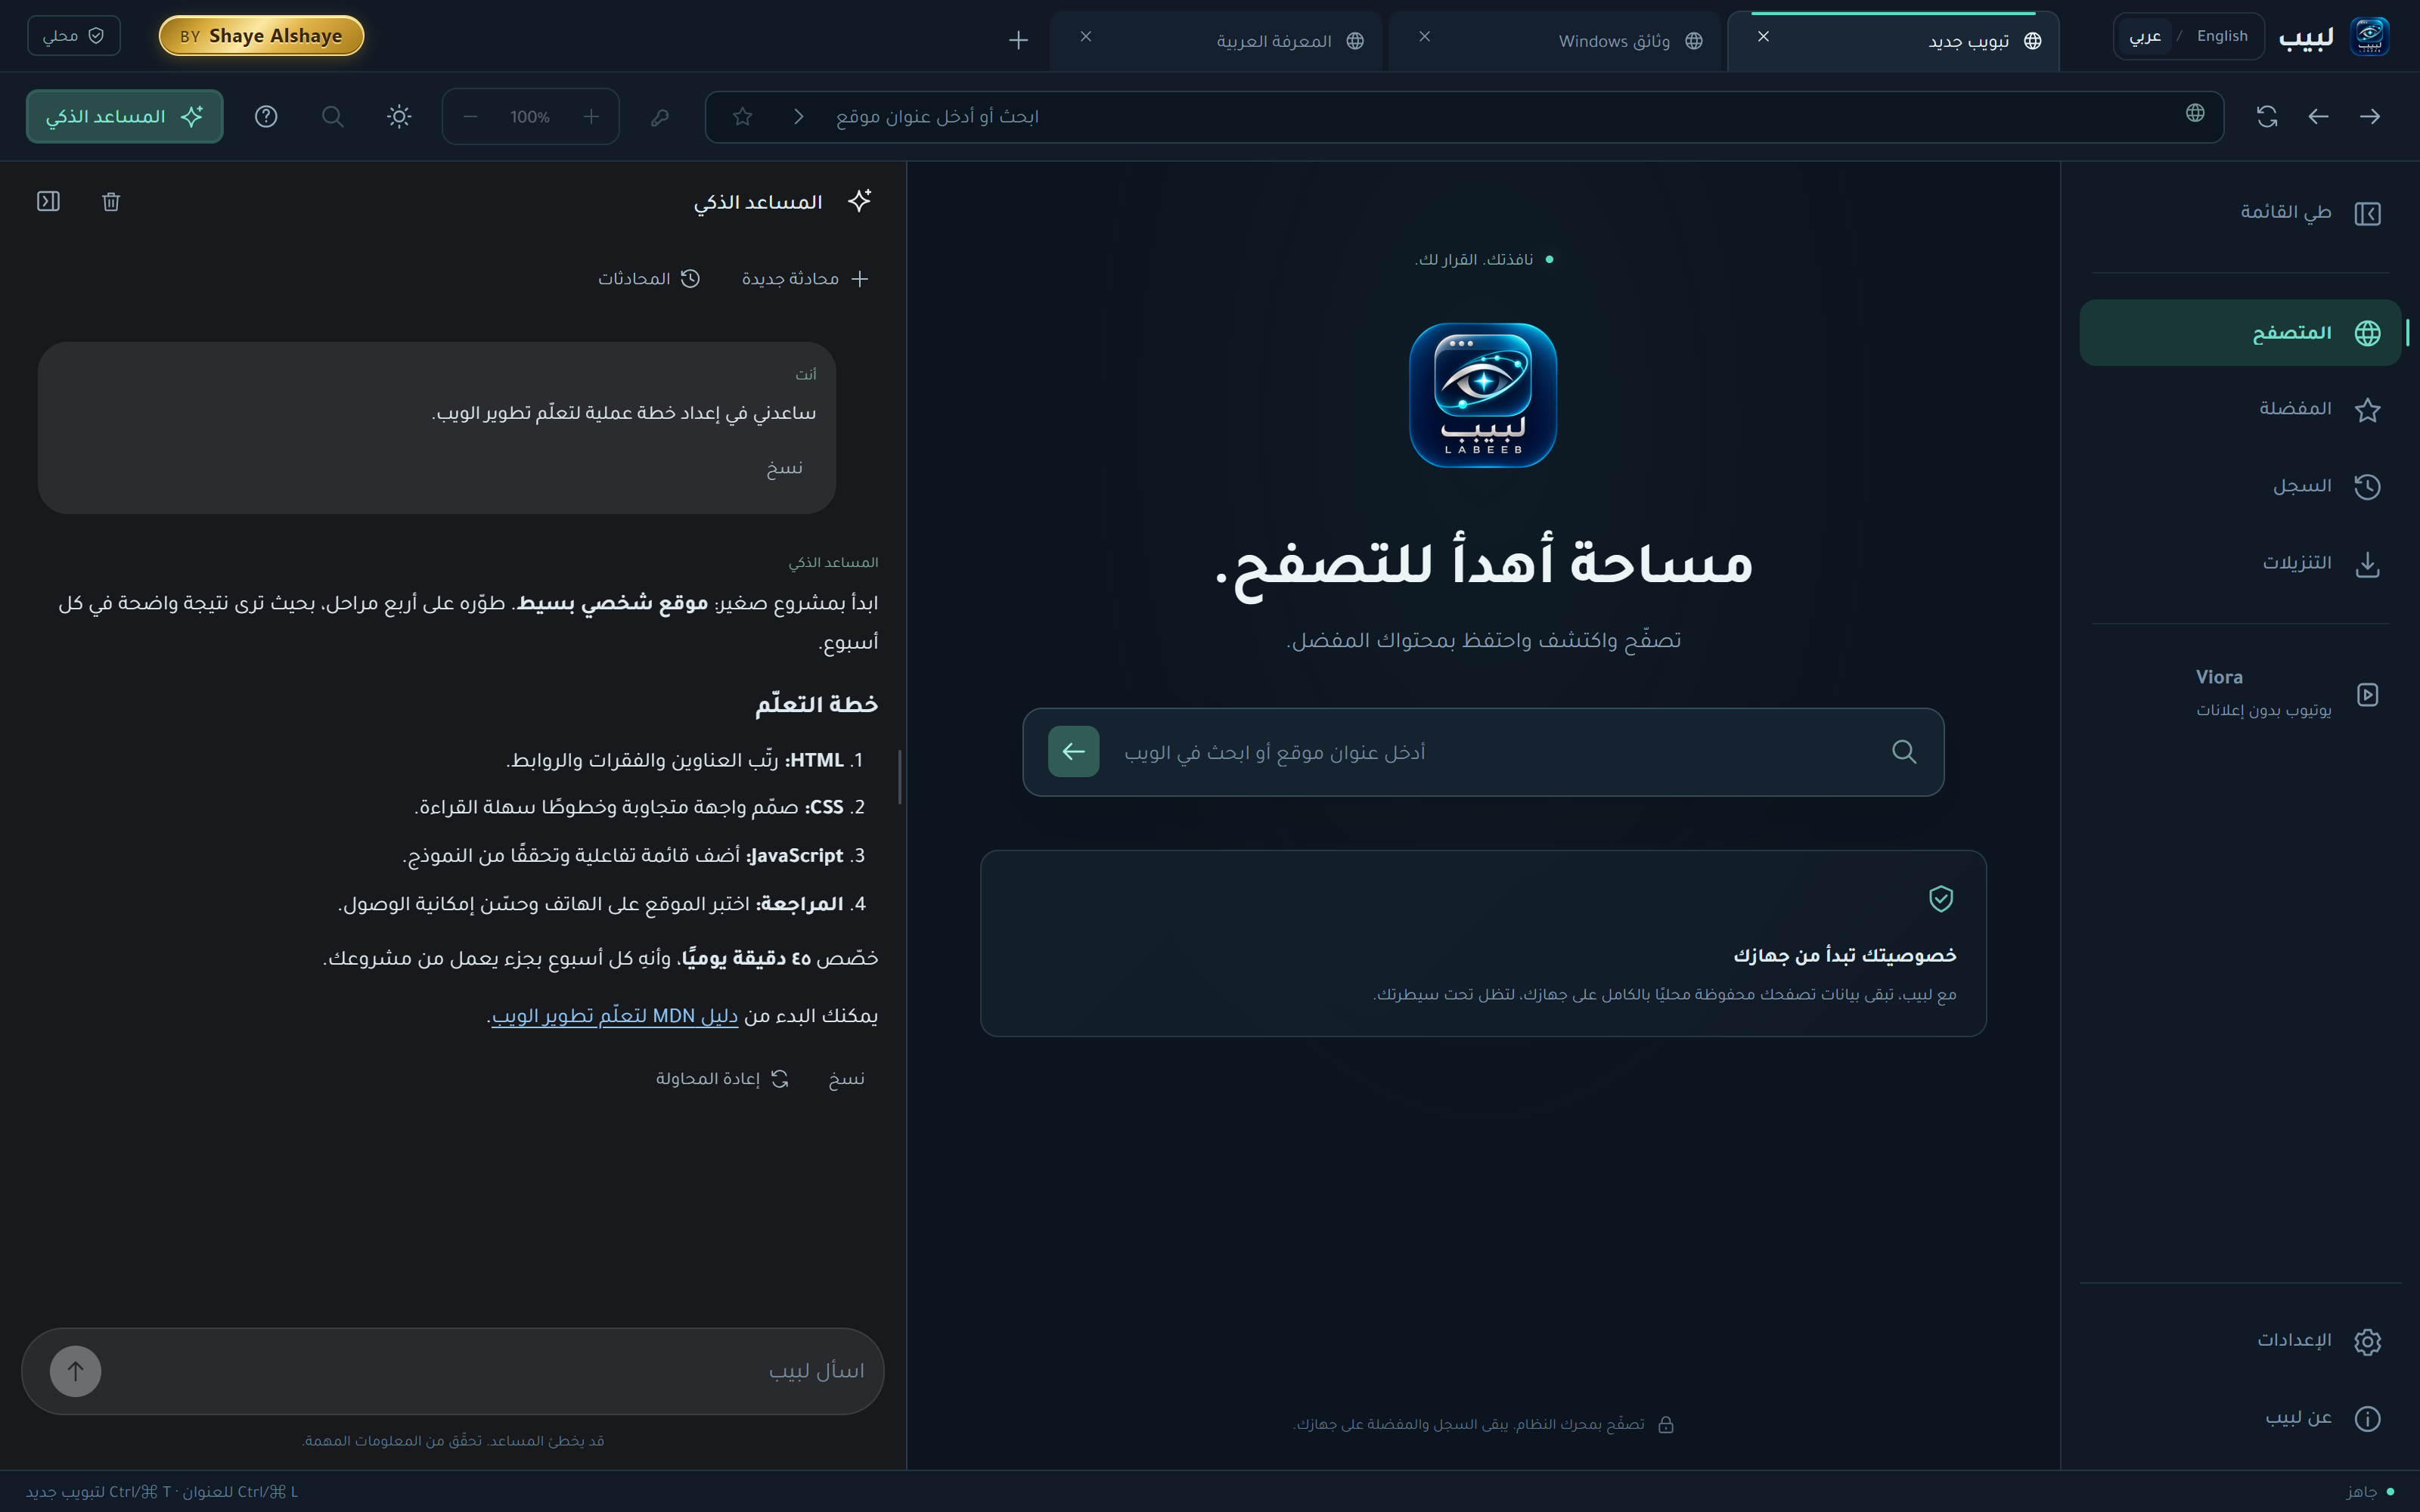 لبيب
English / عربي
تبويب جديد
وثائق Windows
المعرفة العربية
BY Shaye Alshaye
محلي
ابحث أو أدخل عنوان موقع
100%
المساعد الذكي
طي القائمة
المتصفح
المفضلة
السجل
التنزيلات
Viora
يوتيوب بدون إعلانات
الإعدادات
عن لبيب
نافذتك. القرار لك.
لبيب
LABEEB
مساحة أهدأ للتصفح.
تصفّح واكتشف واحتفظ بمحتواك المفضل.
أدخل عنوان موقع أو ابحث في الويب
خصوصيتك تبدأ من جهازك
مع لبيب، تبقى بيانات تصفحك محفوظة محليًا بالكامل على جهازك، لتظل تحت سيطرتك.
تصفّح بمحرك النظام. يبقى السجل والمفضلة على جهازك.
المساعد الذكي
محادثة جديدة
المحادثات
أنت
ساعدني في إعداد خطة عملية لتعلّم تطوير الويب.
نسخ
المساعد الذكي
ابدأ بمشروع صغير: موقع شخصي بسيط. طوّره على أربع مراحل، بحيث ترى نتيجة واضحة في كل
أسبوع.
خطة التعلّم
1. HTML: رتّب العناوين والفقرات والروابط.
2. CSS: صمّم واجهة متجاوبة وخطوطًا سهلة القراءة.
3. JavaScript: أضف قائمة تفاعلية وتحققًا من النموذج.
4. المراجعة: اختبر الموقع على الهاتف وحسّن إمكانية الوصول.
خصّص ٤٥ دقيقة يوميًا، وأنهِ كل أسبوع بجزء يعمل من مشروعك.
يمكنك البدء من دليل MDN لتعلّم تطوير الويب.
نسخ
إعادة المحاولة
اسأل لبيب
قد يخطئ المساعد. تحقّق من المعلومات المهمة.
جاهز
Ctrl/⌘ L للعنوان · Ctrl/⌘ T لتبويب جديد